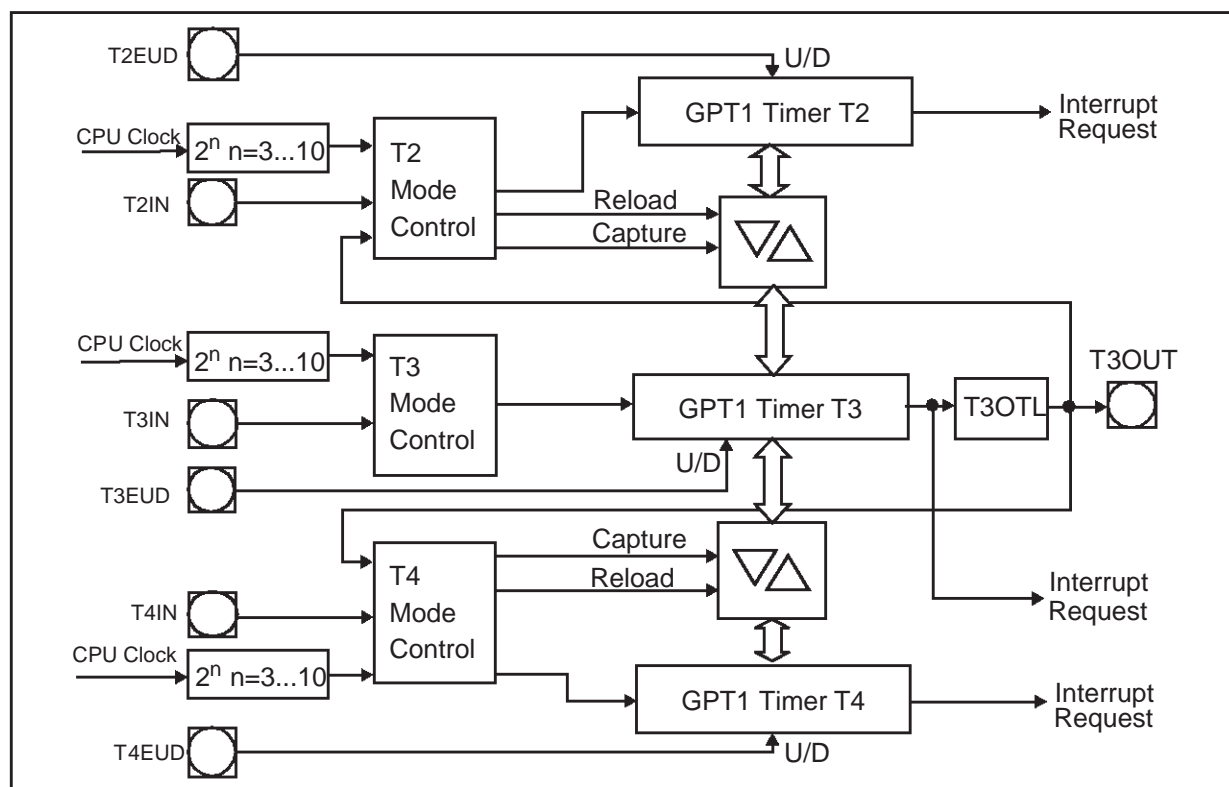 T2EUD
U/D
GPT1 Timer T2
Interrupt
Request
CPU Clock
2ⁿ n=3...10
T2
Mode
Control
T2IN
Reload
Capture
CPU Clock
2ⁿ n=3...10
T3
Mode
Control
T3IN
GPT1 Timer T3
T3OTL
T3OUT
U/D
T3EUD
Capture
Reload
T4
Mode
Control
T4IN
Interrupt
Request
CPU Clock
2ⁿ n=3...10
GPT1 Timer T4
Interrupt
Request
T4EUD
U/D